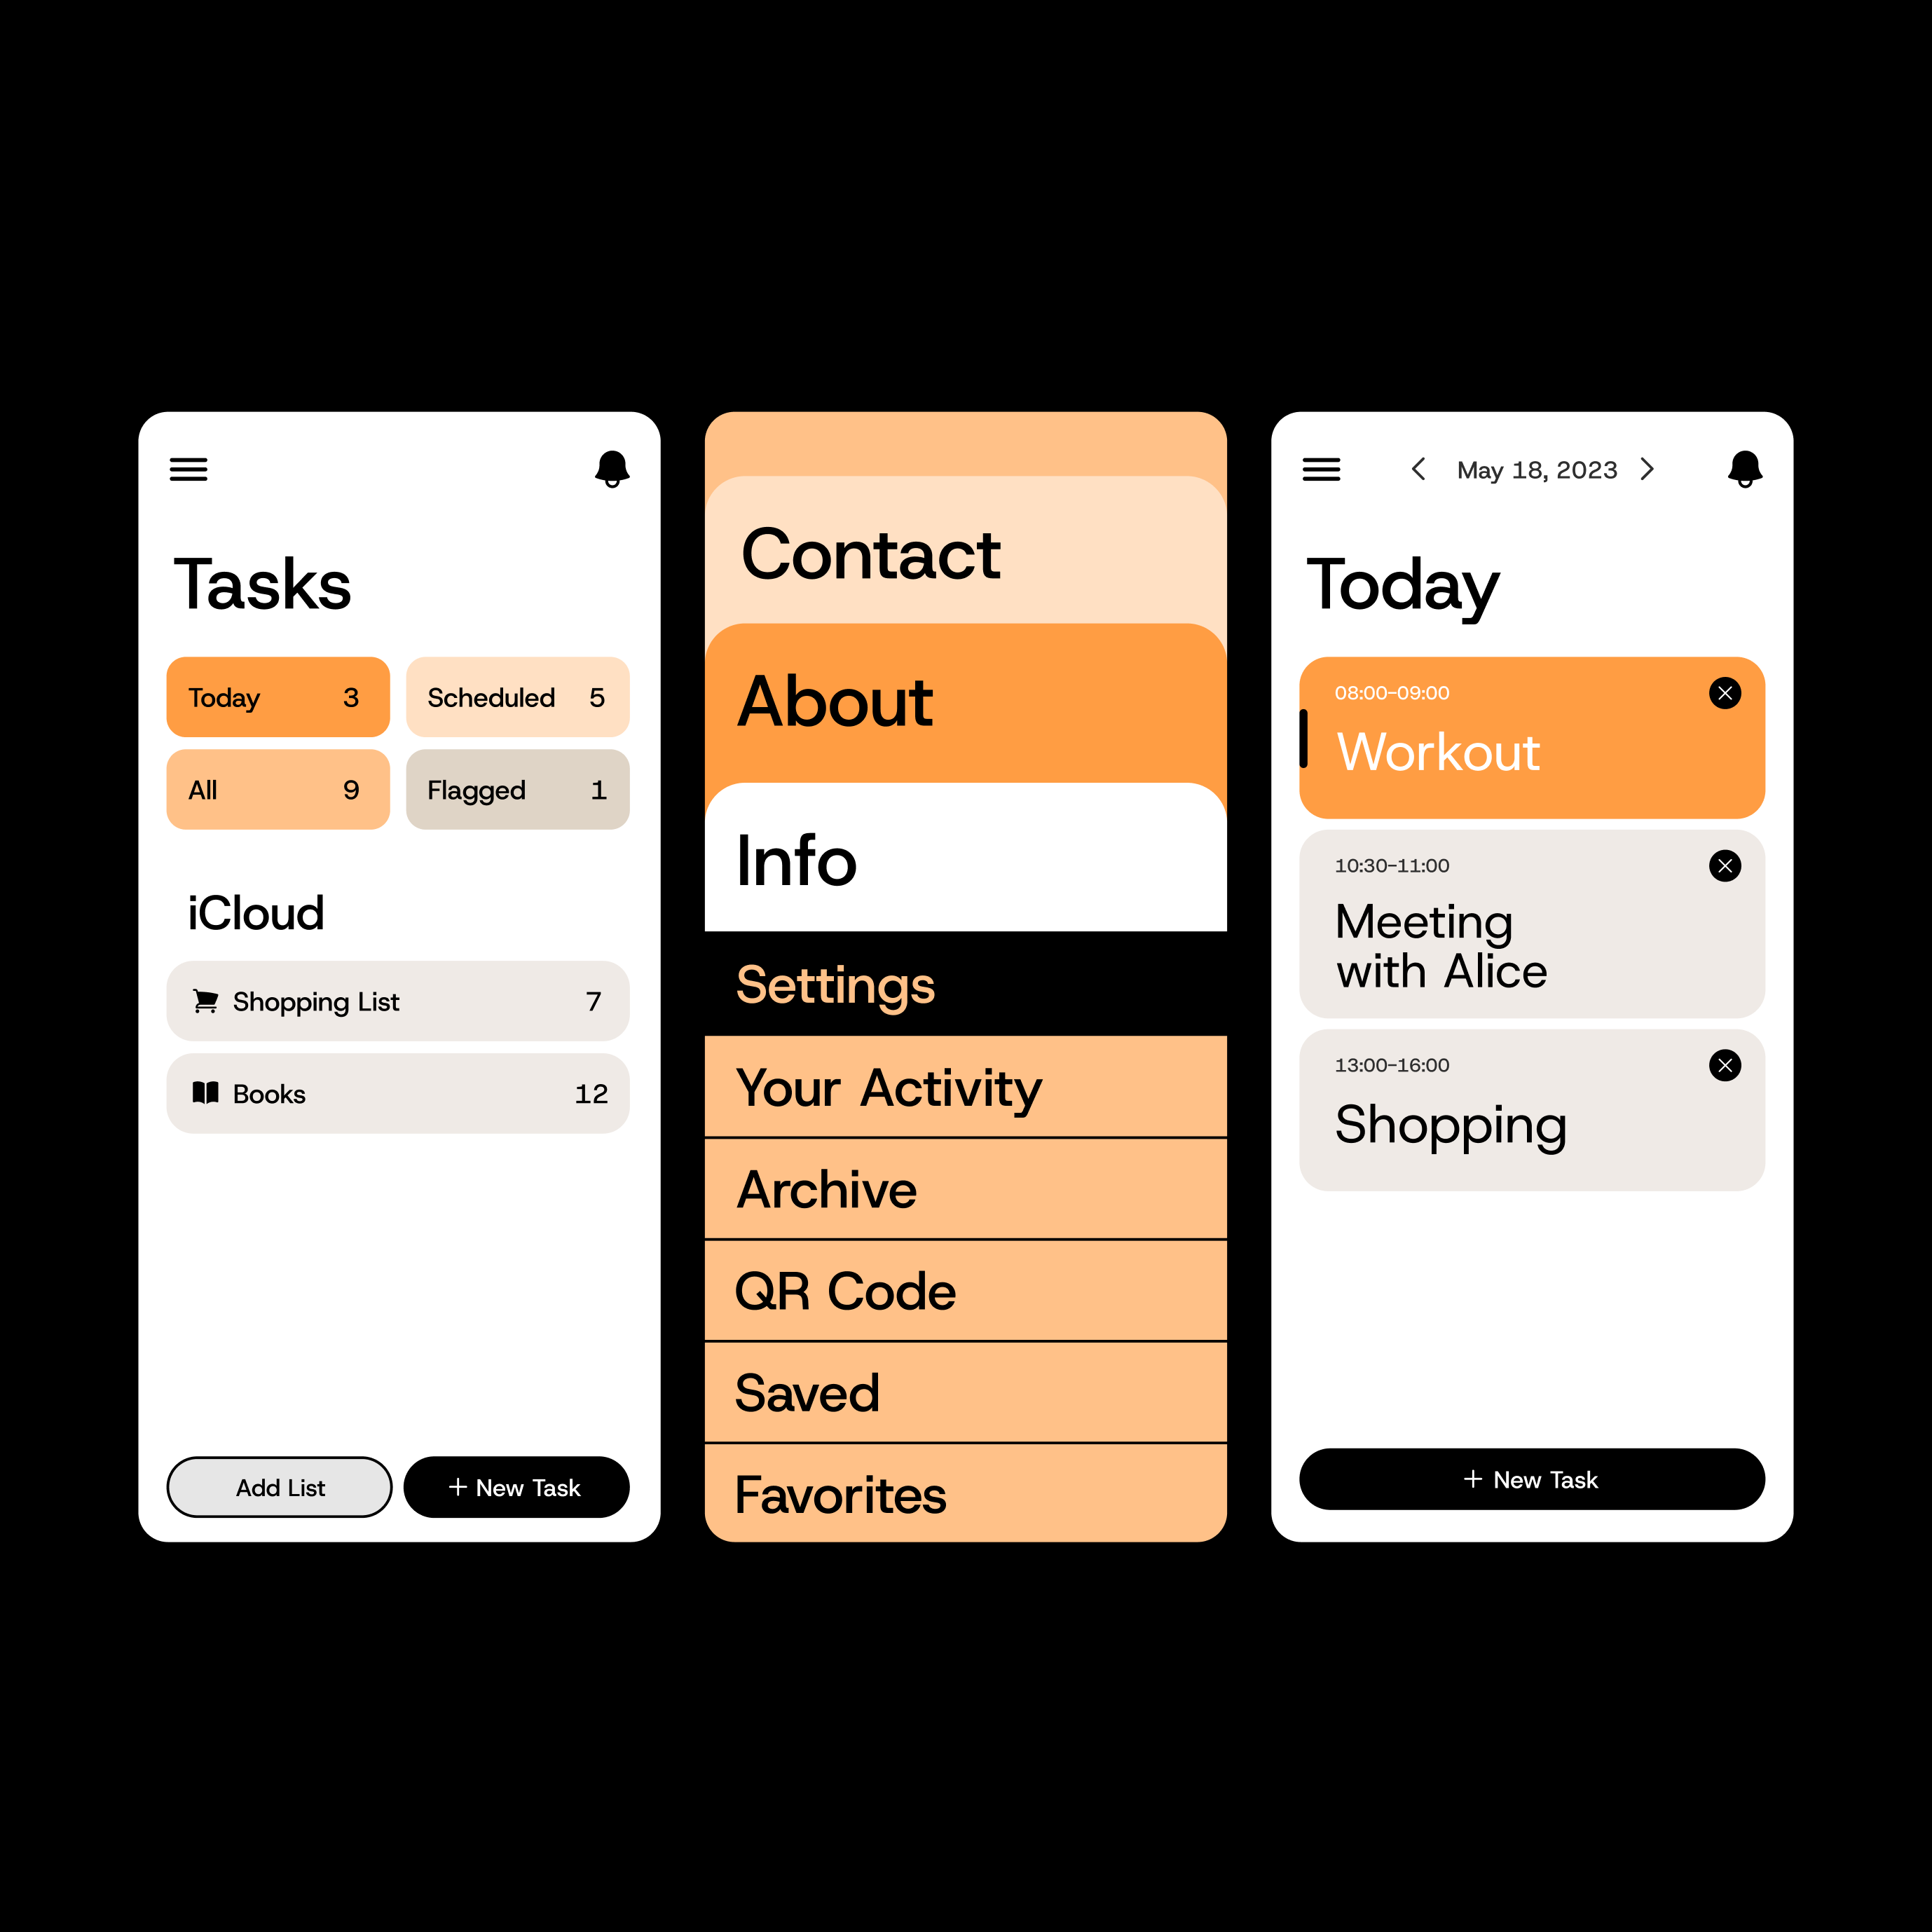 Tasks
Today 3
Scheduled 5
All 9
Flagged 1
iCloud
Shopping List 7
Books 12
Add List
New Task
Contact
About
Info
Settings
Your Activity
Archive
QR Code
Saved
Favorites
May 18, 2023
Today
08:00–09:00
Workout
10:30–11:00
Meeting
with Alice
13:00–16:00
Shopping
New Task